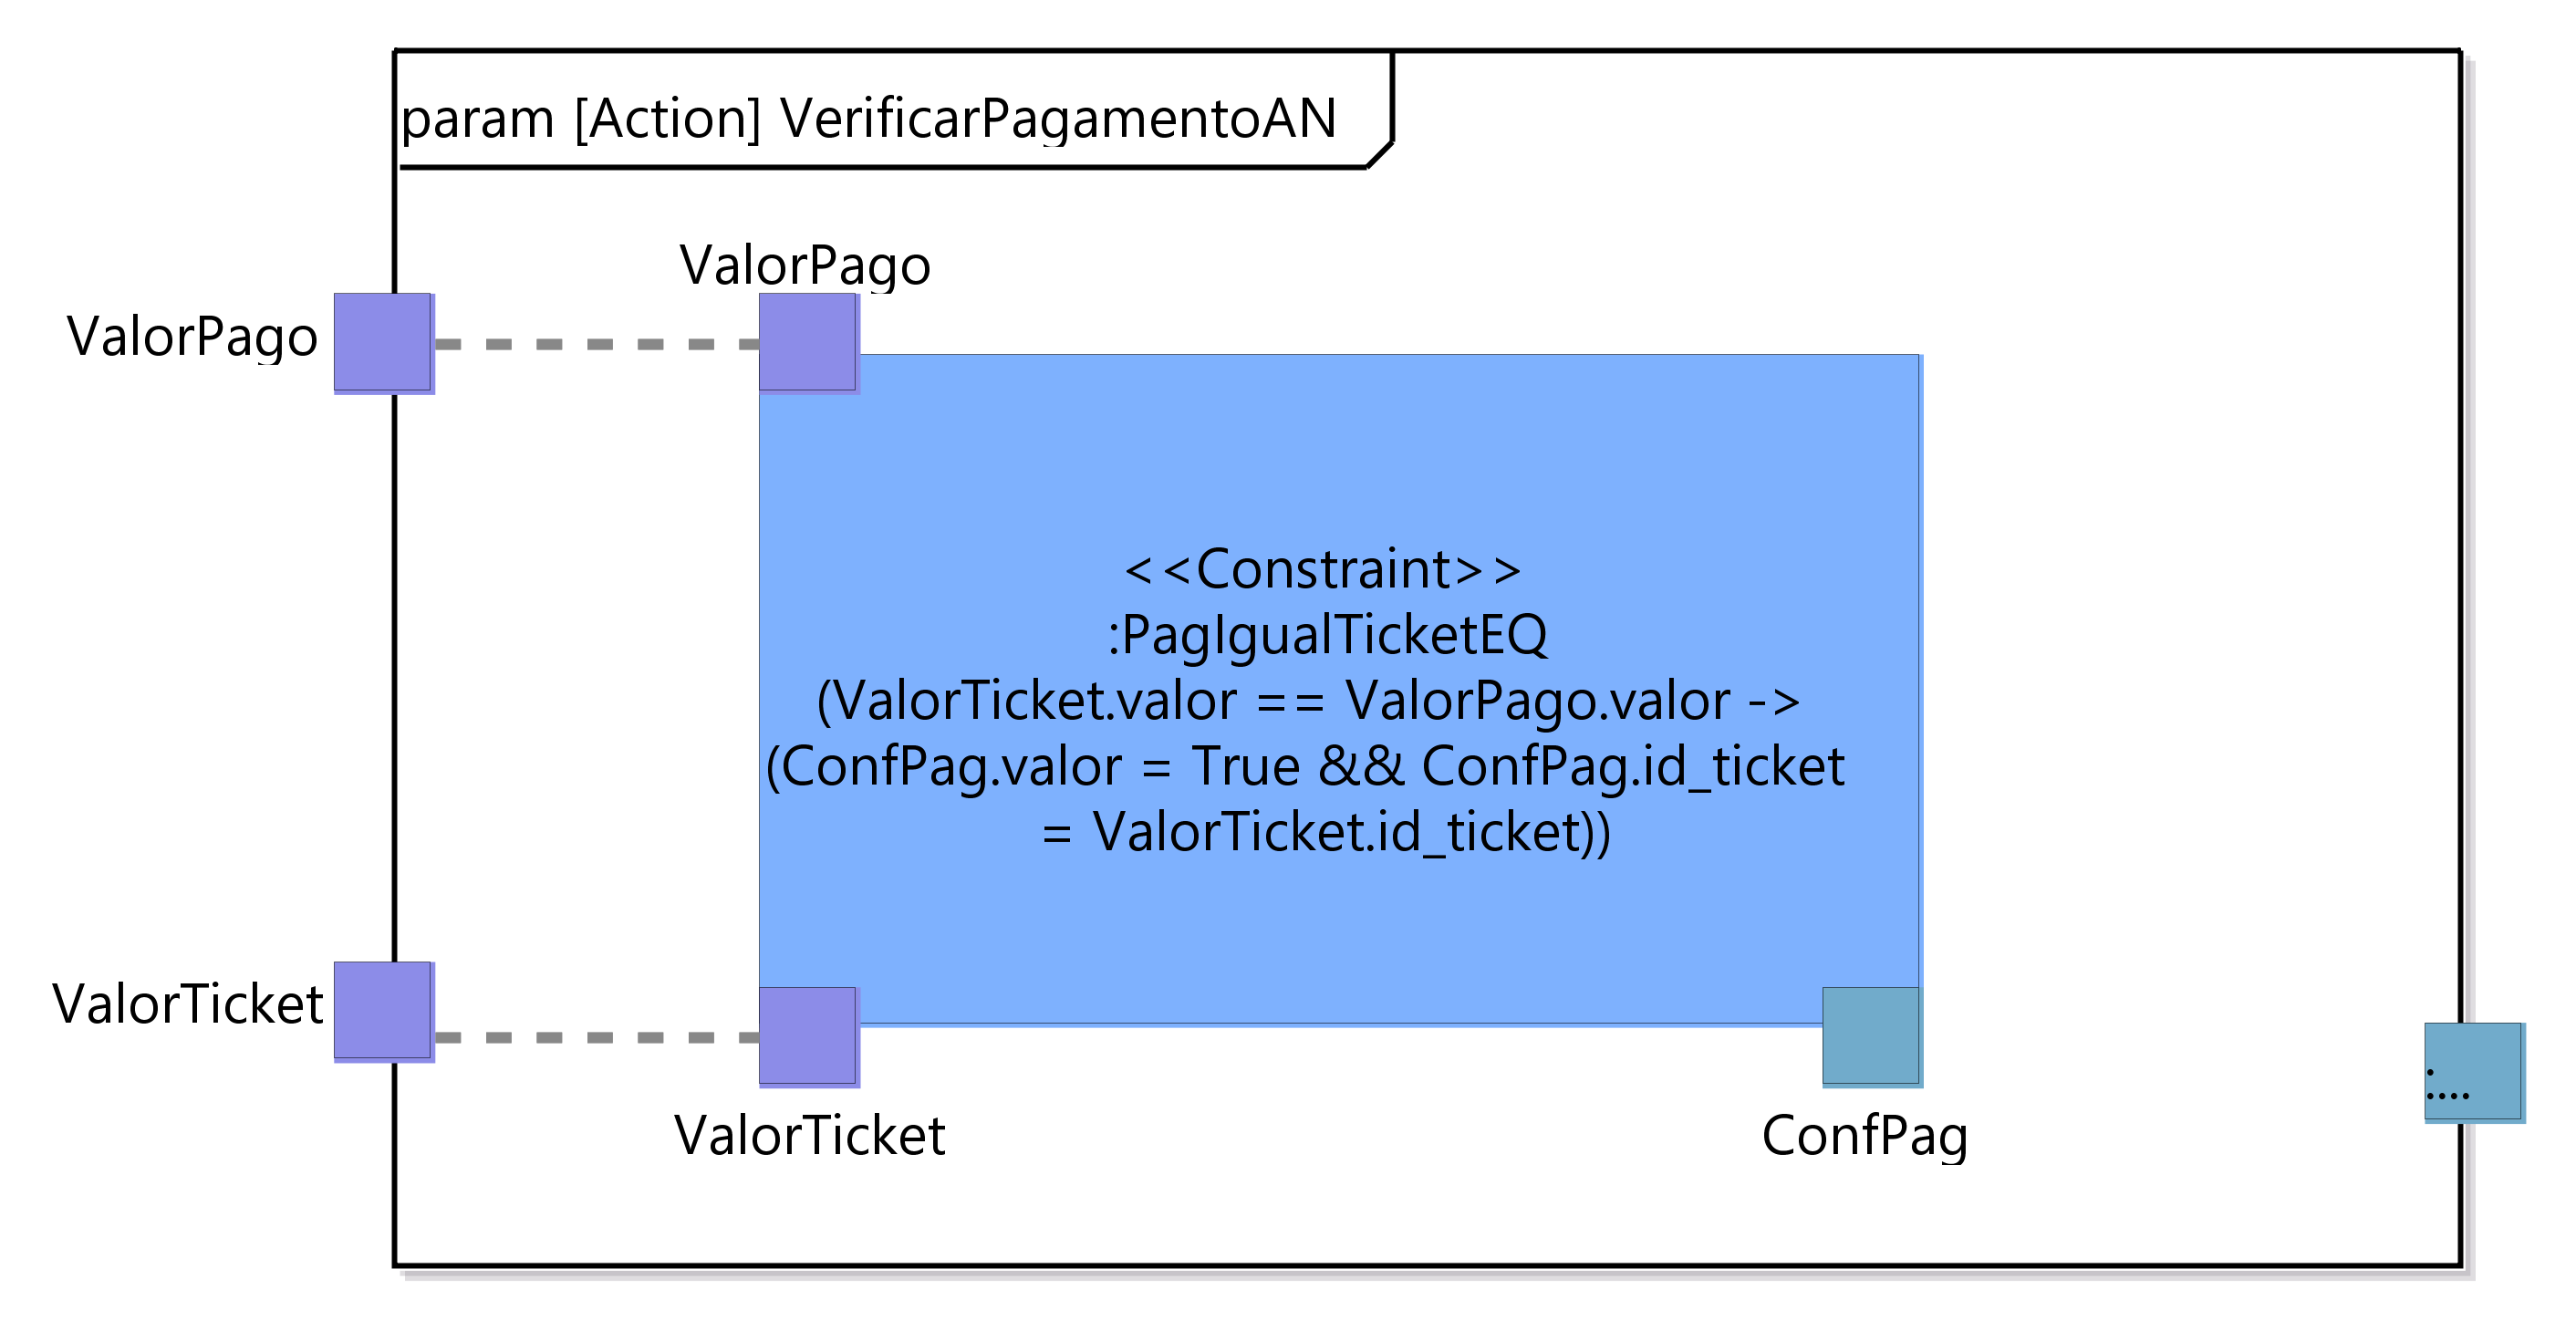 param [Action] VerificarPagamentoAN
ValorPago
ValorPago
<<Constraint>>
:PagIgualTicketEQ
(ValorTicket.valor == ValorPago.valor ->
(ConfPag.valor = True && ConfPag.id_ticket
= ValorTicket.id_ticket))
ValorTicket
ValorTicket
ConfPag
.
....